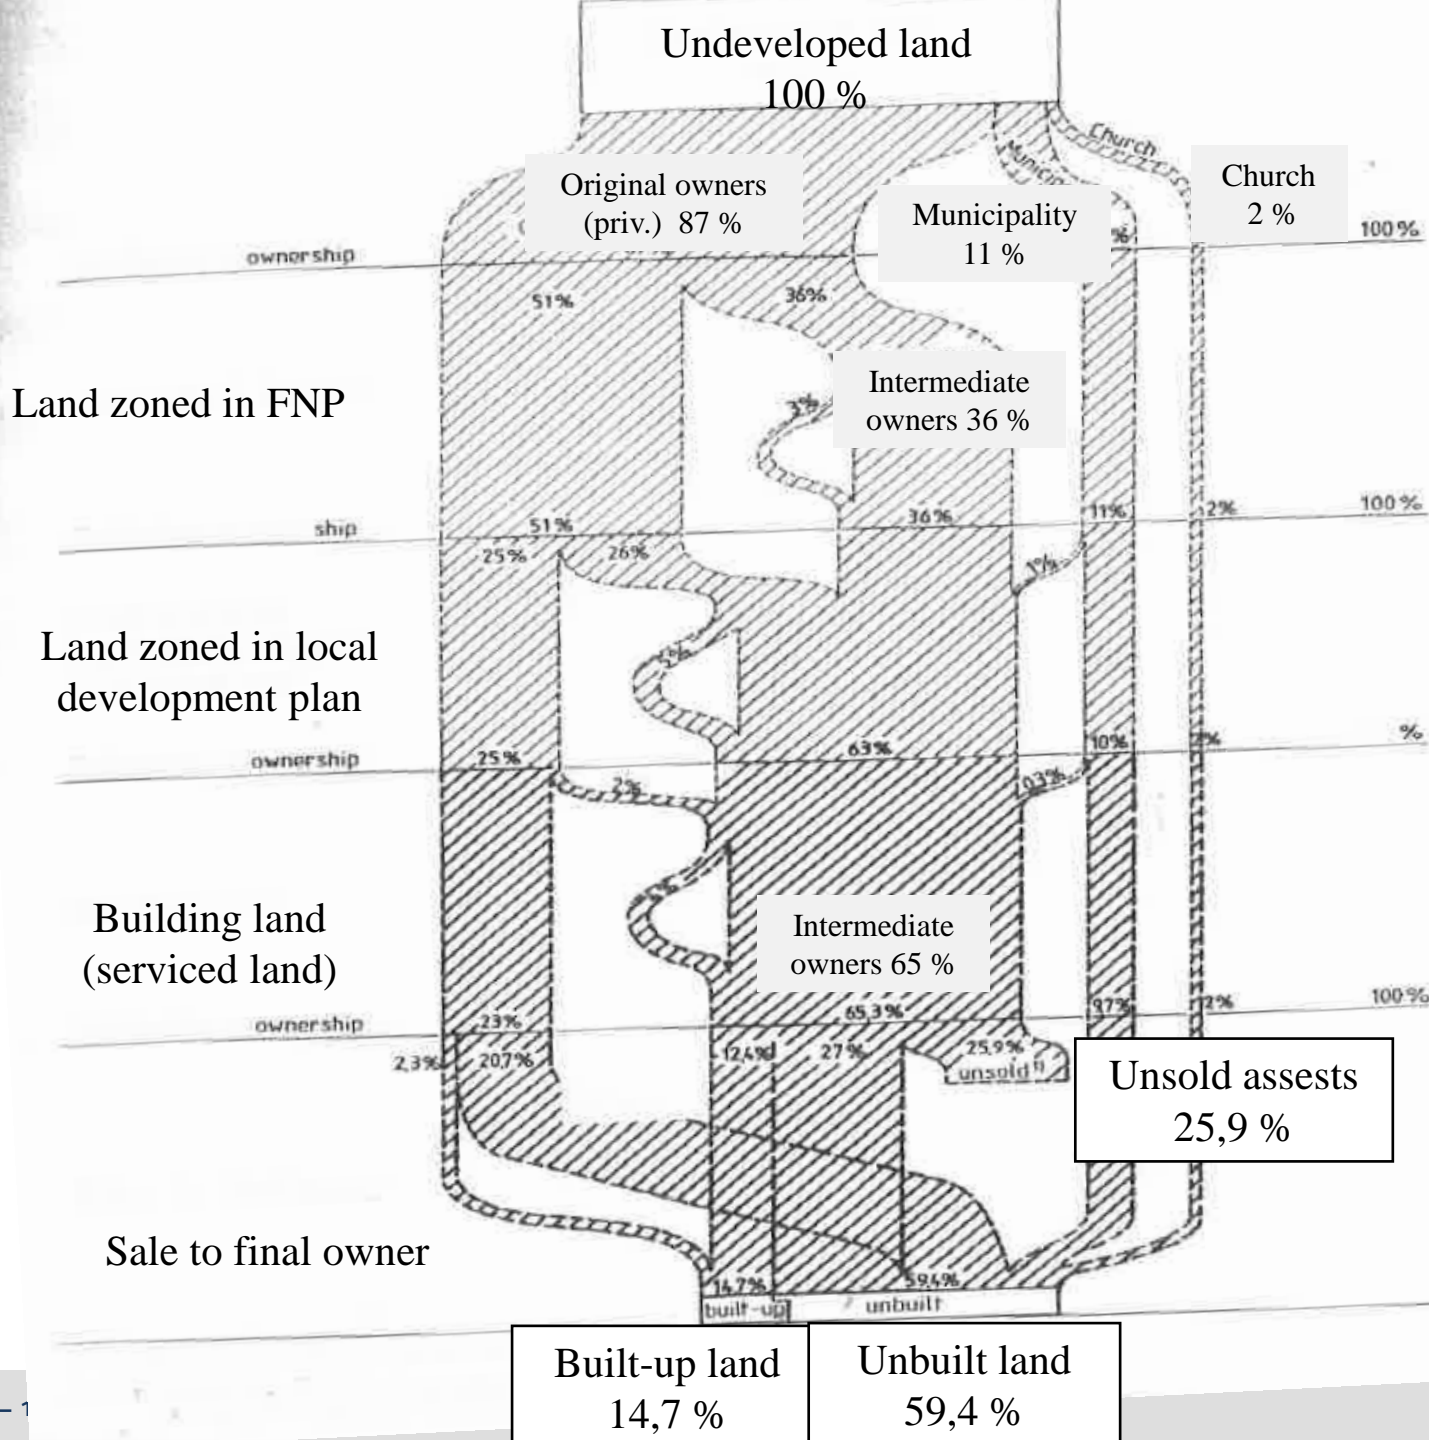 Undeveloped land
100 %
Church
Original owners
(priv.) 87 %
Municipality
11 %
Church
2 %
%
100%
ownership
51%
36%
Land zoned in FNP
Intermediate
owners 36 %
3%
ship
51%
36%
11%
2%
100%
25%
26%
1%
Land zoned in local
development plan
ownership
25%
63%
10%
%
%
2%
03%
Building land
(serviced land)
Intermediate
owners 65 %
ownership
23%
65,3%
9,7%
2%
100%
2,3%
20,7%
12,4%
27%
25,9%
unsold¹⁾
Unsold assests
25,9 %
Sale to final owner
14,7%
59,4%
built-up
unbuilt
Built-up land
14,7 %
Unbuilt land
59,4 %